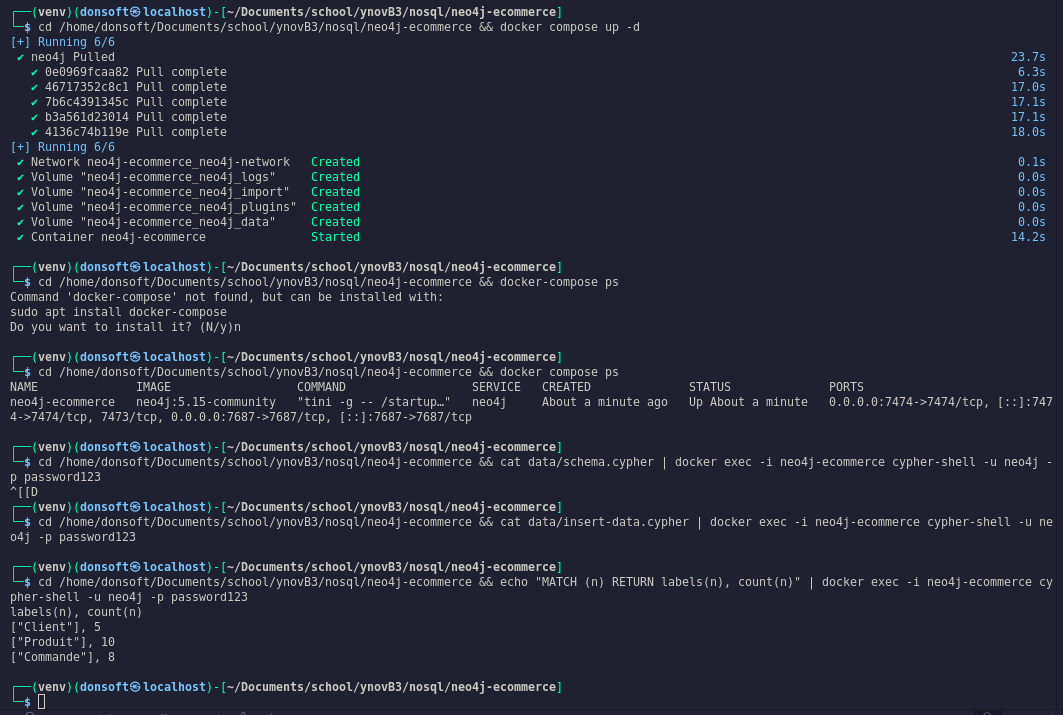 ┌──(venv)(donsoft㉿localhost)-[~/Documents/school/ynovB3/nosql/neo4j-ecommerce]
└─$ cd /home/donsoft/Documents/school/ynovB3/nosql/neo4j-ecommerce && docker compose up -d
[+] Running 6/6
✔ neo4j Pulled 23.7s
✔ 0e0969fcaa82 Pull complete 6.3s
✔ 46717352c8c1 Pull complete 17.0s
✔ 7b6c4391345c Pull complete 17.1s
✔ b3a561d23014 Pull complete 17.1s
✔ 4136c74b119e Pull complete 18.0s
[+] Running 6/6
✔ Network neo4j-ecommerce_neo4j-network Created 0.1s
✔ Volume "neo4j-ecommerce_neo4j_logs" Created 0.0s
✔ Volume "neo4j-ecommerce_neo4j_import" Created 0.0s
✔ Volume "neo4j-ecommerce_neo4j_plugins" Created 0.0s
✔ Volume "neo4j-ecommerce_neo4j_data" Created 0.0s
✔ Container neo4j-ecommerce Started 14.2s
┌──(venv)(donsoft㉿localhost)-[~/Documents/school/ynovB3/nosql/neo4j-ecommerce]
└─$ cd /home/donsoft/Documents/school/ynovB3/nosql/neo4j-ecommerce && docker-compose ps
Command 'docker-compose' not found, but can be installed with:
sudo apt install docker-compose
Do you want to install it? (N/y)n
┌──(venv)(donsoft㉿localhost)-[~/Documents/school/ynovB3/nosql/neo4j-ecommerce]
└─$ cd /home/donsoft/Documents/school/ynovB3/nosql/neo4j-ecommerce && docker compose ps
NAME IMAGE COMMAND SERVICE CREATED STATUS PORTS
neo4j-ecommerce neo4j:5.15-community "tini -g -- /startup…" neo4j About a minute ago Up About a minute 0.0.0.0:7474->7474/tcp, [::]:747
4->7474/tcp, 7473/tcp, 0.0.0.0:7687->7687/tcp, [::]:7687->7687/tcp
┌──(venv)(donsoft㉿localhost)-[~/Documents/school/ynovB3/nosql/neo4j-ecommerce]
└─$ cd /home/donsoft/Documents/school/ynovB3/nosql/neo4j-ecommerce && cat data/schema.cypher | docker exec -i neo4j-ecommerce cypher-shell -u neo4j -
p password123
^[[D
┌──(venv)(donsoft㉿localhost)-[~/Documents/school/ynovB3/nosql/neo4j-ecommerce]
└─$ cd /home/donsoft/Documents/school/ynovB3/nosql/neo4j-ecommerce && cat data/insert-data.cypher | docker exec -i neo4j-ecommerce cypher-shell -u ne
o4j -p password123
┌──(venv)(donsoft㉿localhost)-[~/Documents/school/ynovB3/nosql/neo4j-ecommerce]
└─$ cd /home/donsoft/Documents/school/ynovB3/nosql/neo4j-ecommerce && echo "MATCH (n) RETURN labels(n), count(n)" | docker exec -i neo4j-ecommerce cy
pher-shell -u neo4j -p password123
labels(n), count(n)
["Client"], 5
["Produit"], 10
["Commande"], 8
┌──(venv)(donsoft㉿localhost)-[~/Documents/school/ynovB3/nosql/neo4j-ecommerce]
└─$